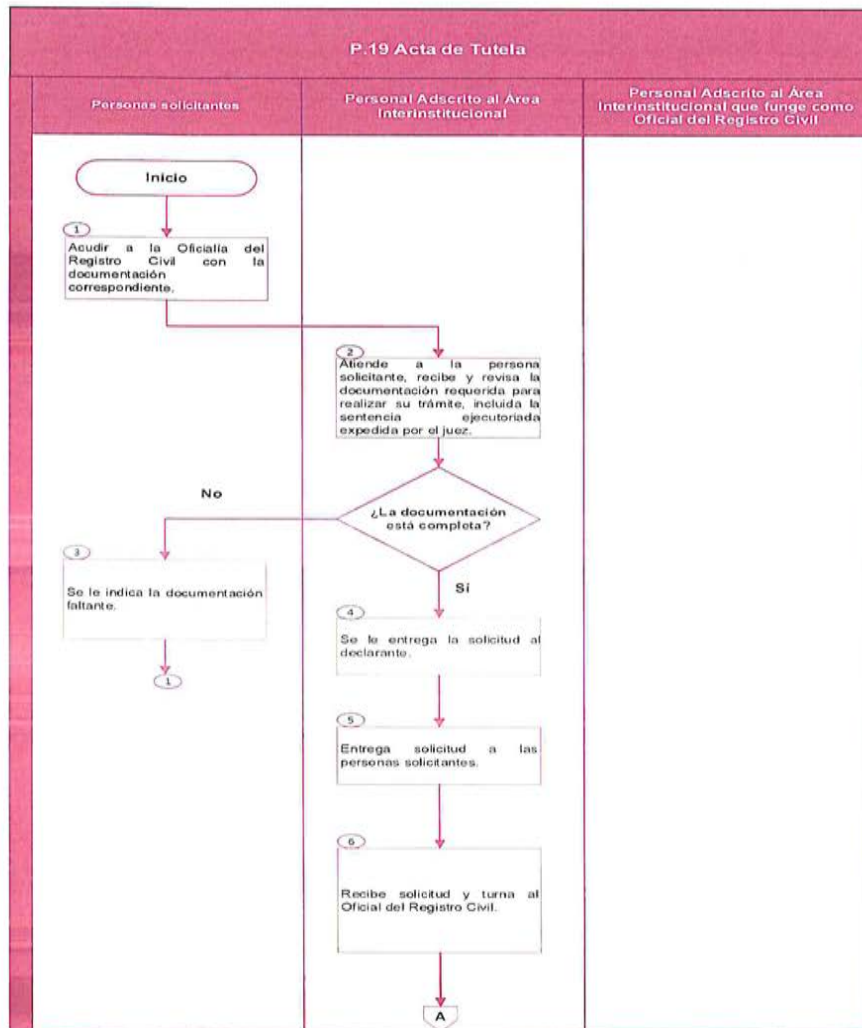 P.19 Acta de Tutela
Personas solicitantes
Personal Adscrito al Área
Interinstitucional
Personal Adscrito al Área
Interinstitucional que funge como
Oficial del Registro Civil
Inicio
1
Acudir a la Oficialía del
Registro Civil con la
documentación
correspondiente.
2
Atiende a la persona
solicitante, recibe y revisa la
documentación requerida para
realizar su trámite, incluida la
sentencia ejecutoriada
expedida por el juez.
¿La documentación
está completa?
No
3
Se le indica la documentación
faltante.
1
Sí
4
Se le entrega la solicitud al
declarante.
5
Entrega solicitud a las
personas solicitantes.
6
Recibe solicitud y turna al
Oficial del Registro Civil.
A